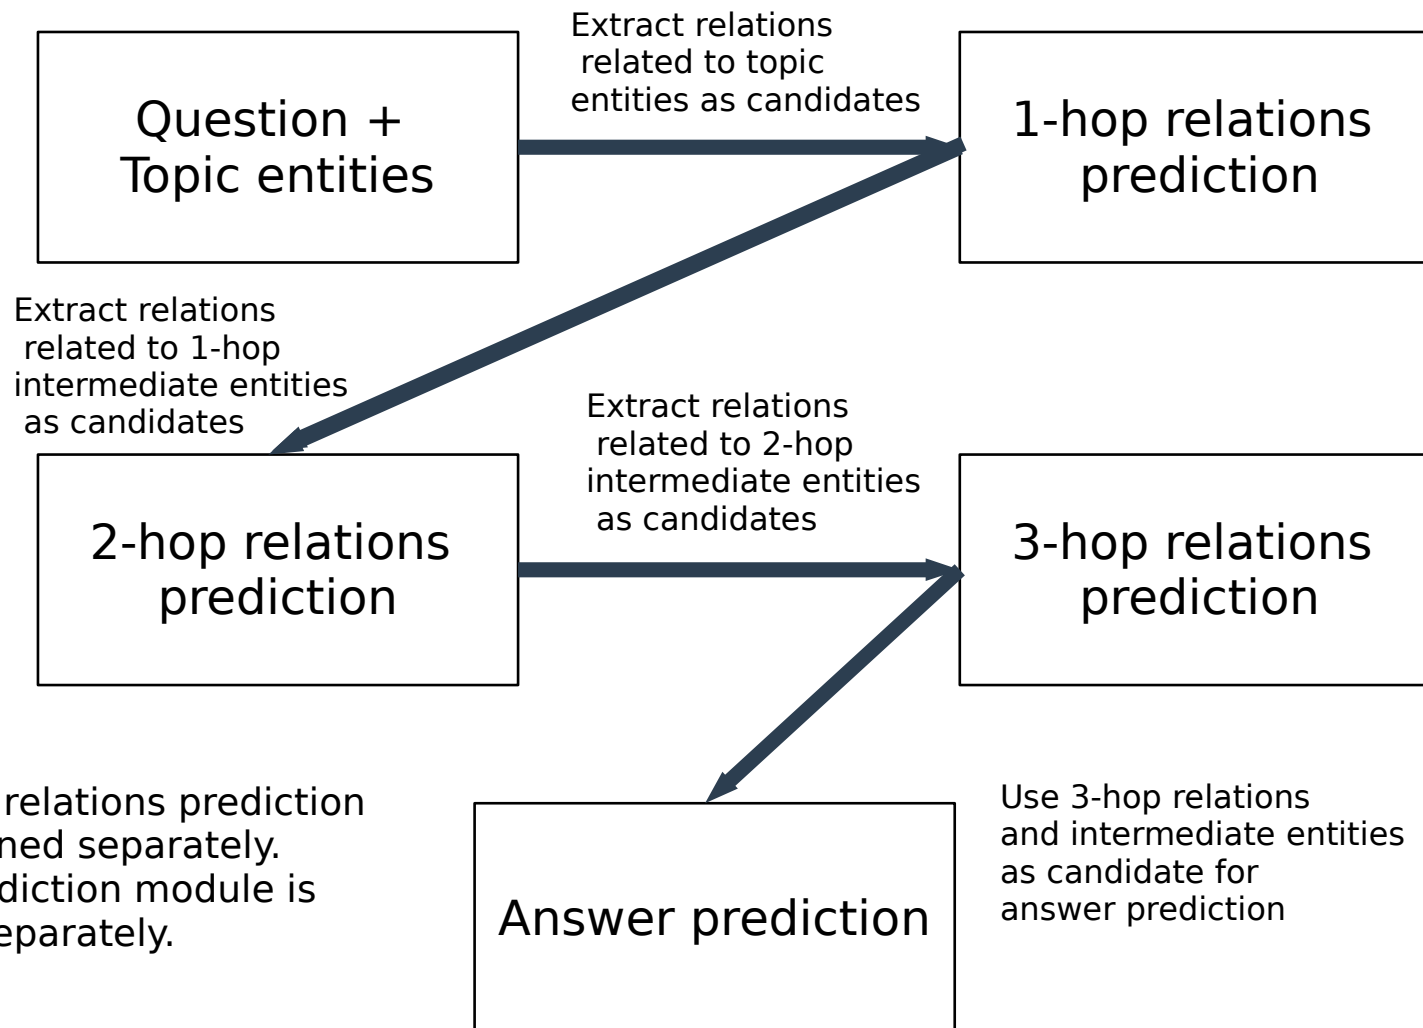 Extract relations
related to topic
entities as candidates
Question +
Topic entities
1-hop relations
prediction
Extract relations
related to 1-hop
intermediate entities
as candidates
Extract relations
related to 2-hop
intermediate entities
as candidates
2-hop relations
prediction
3-hop relations
prediction
relations prediction
separately.
module is
Answer prediction
Use 3-hop relations
and intermediate entities
as candidate for
answer prediction